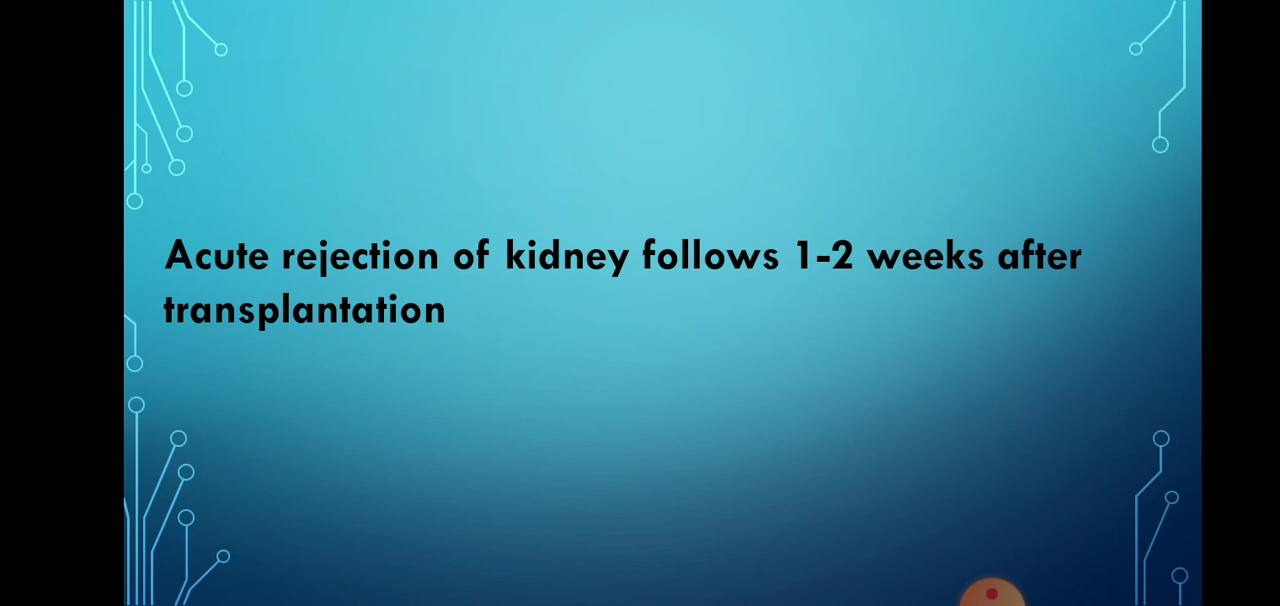 Acute rejection of kidney follows 1-2 weeks after
transplantation